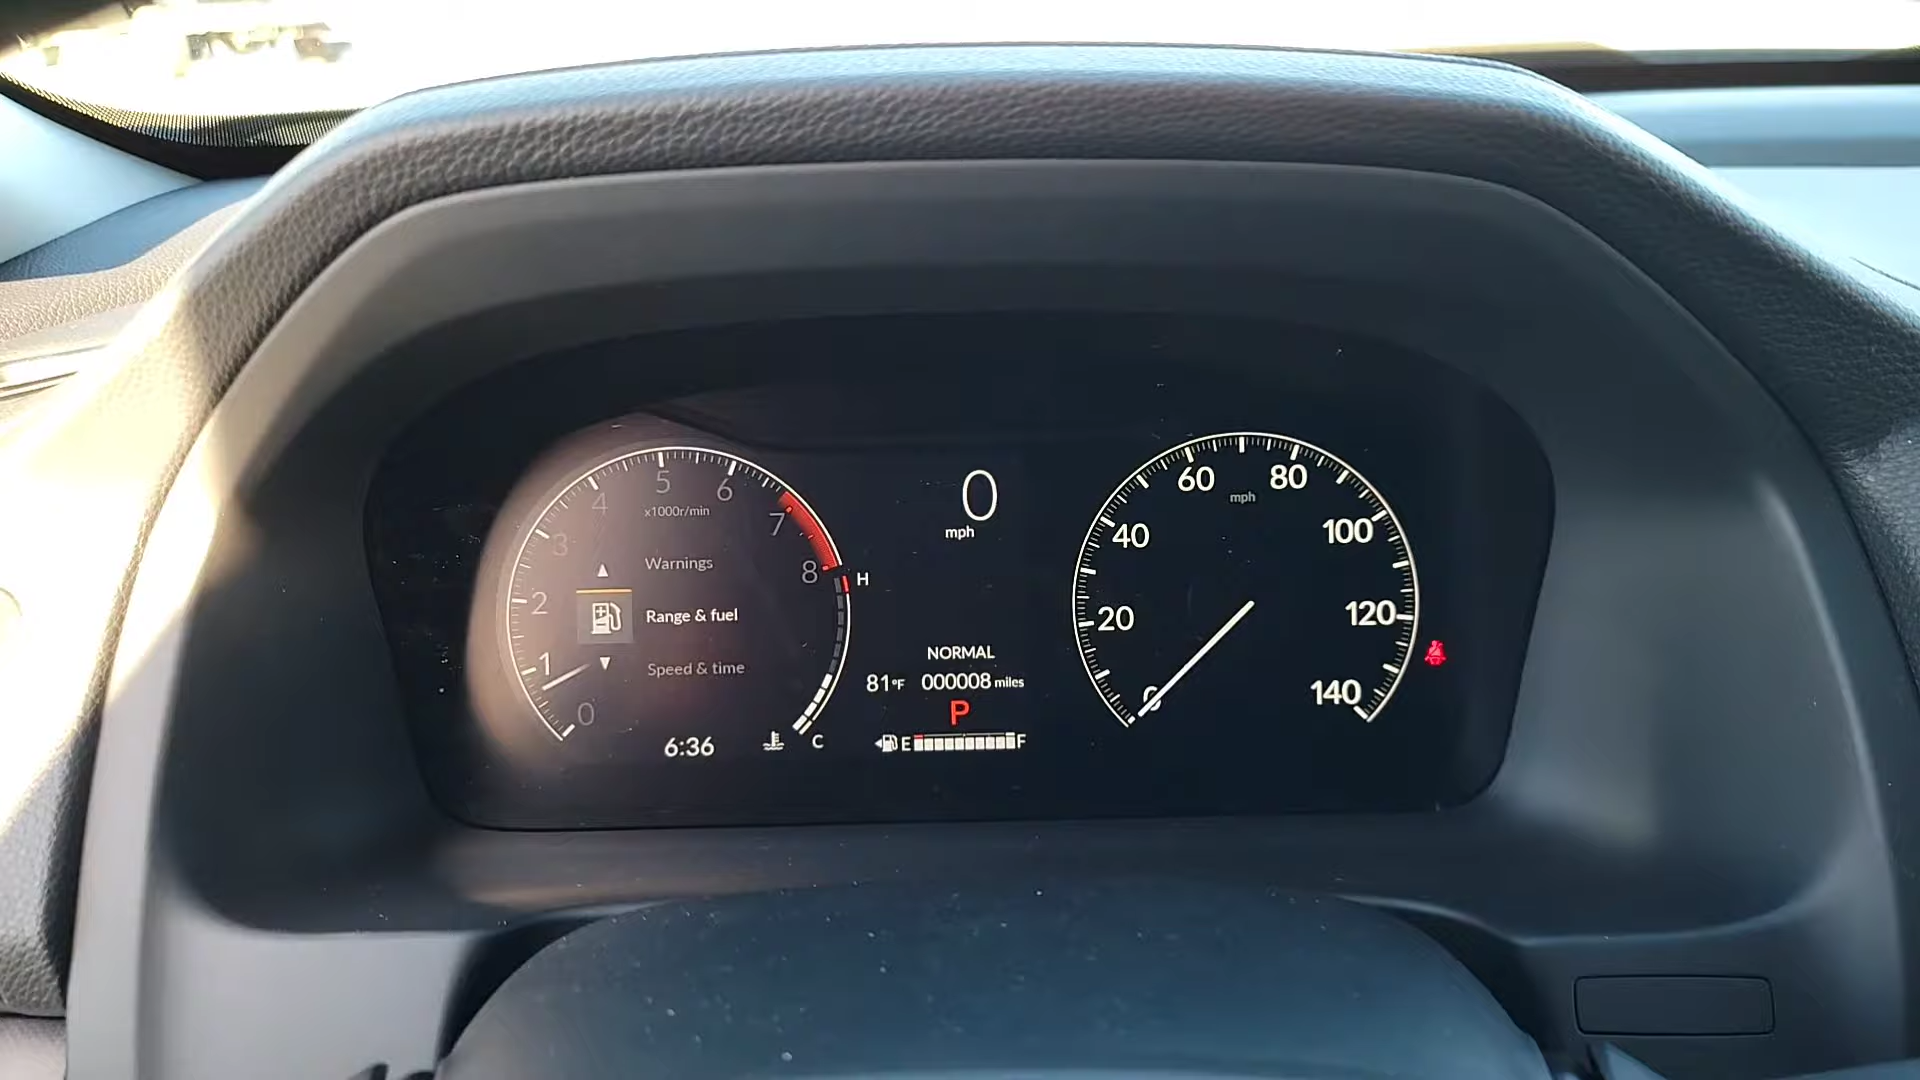 5
6
4
x1000r/min
7
3
Warnings
8
H
2
Range & fuel
1
Speed & time
0
6:36
C
0
mph
NORMAL
81°F 000008 miles
P
E F
60 80
mph
40 100
20 120
0 140